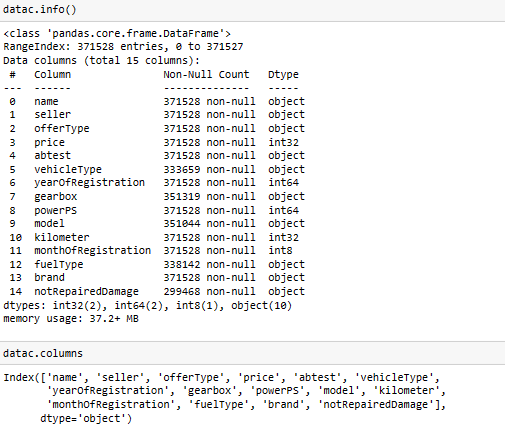 datac.info()
<class 'pandas.core.frame.DataFrame'>
RangeIndex: 371528 entries, 0 to 371527
Data columns (total 15 columns):
 #   Column               Non-Null Count   Dtype
---  ------               --------------   -----
 0   name                 371528 non-null  object
 1   seller               371528 non-null  object
 2   offerType            371528 non-null  object
 3   price                371528 non-null  int32
 4   abtest               371528 non-null  object
 5   vehicleType          333659 non-null  object
 6   yearOfRegistration   371528 non-null  int64
 7   gearbox              351319 non-null  object
 8   powerPS              371528 non-null  int64
 9   model                351044 non-null  object
 10  kilometer            371528 non-null  int32
 11  monthOfRegistration  371528 non-null  int8
 12  fuelType             338142 non-null  object
 13  brand                371528 non-null  object
 14  notRepairedDamage    299468 non-null  object
dtypes: int32(2), int64(2), int8(1), object(10)
memory usage: 37.2+ MB
datac.columns
Index(['name', 'seller', 'offerType', 'price', 'abtest', 'vehicleType',
       'yearOfRegistration', 'gearbox', 'powerPS', 'model', 'kilometer',
       'monthOfRegistration', 'fuelType', 'brand', 'notRepairedDamage'],
      dtype='object')